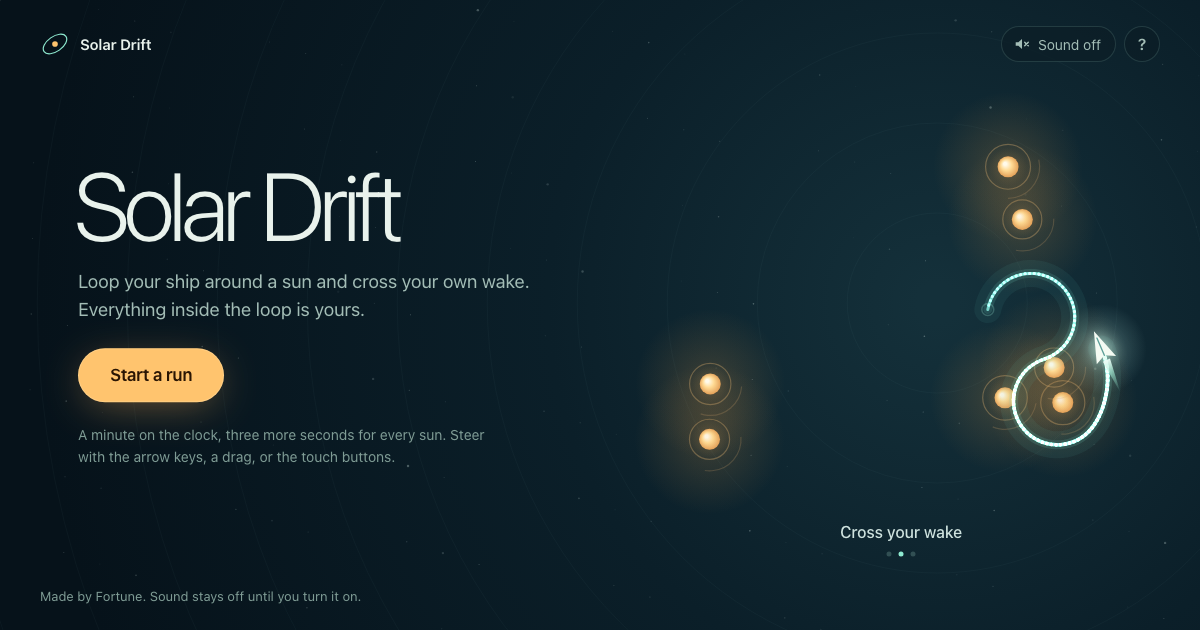 Solar Drift
Sound off
?
Solar Drift
Loop your ship around a sun and cross your own wake.
Everything inside the loop is yours.
Start a run
A minute on the clock, three more seconds for every sun. Steer
with the arrow keys, a drag, or the touch buttons.
Cross your wake
Made by Fortune. Sound stays off until you turn it on.